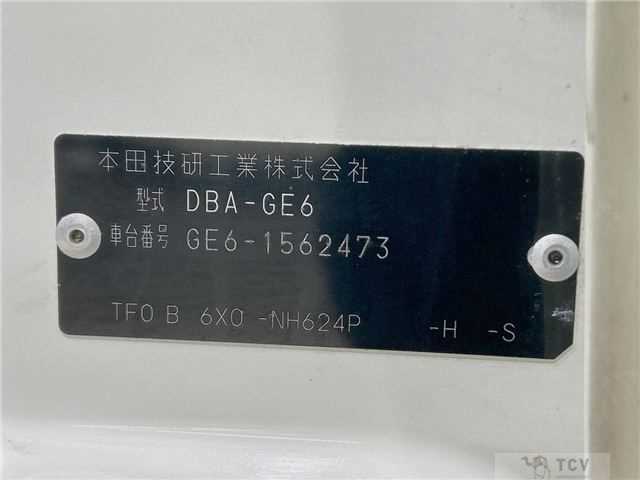 本田技研工業株式会社
型式 DBA-GE6
車台番号 GE6-1562473
TF0 B 6X0 -NH624P -H -S
TCV